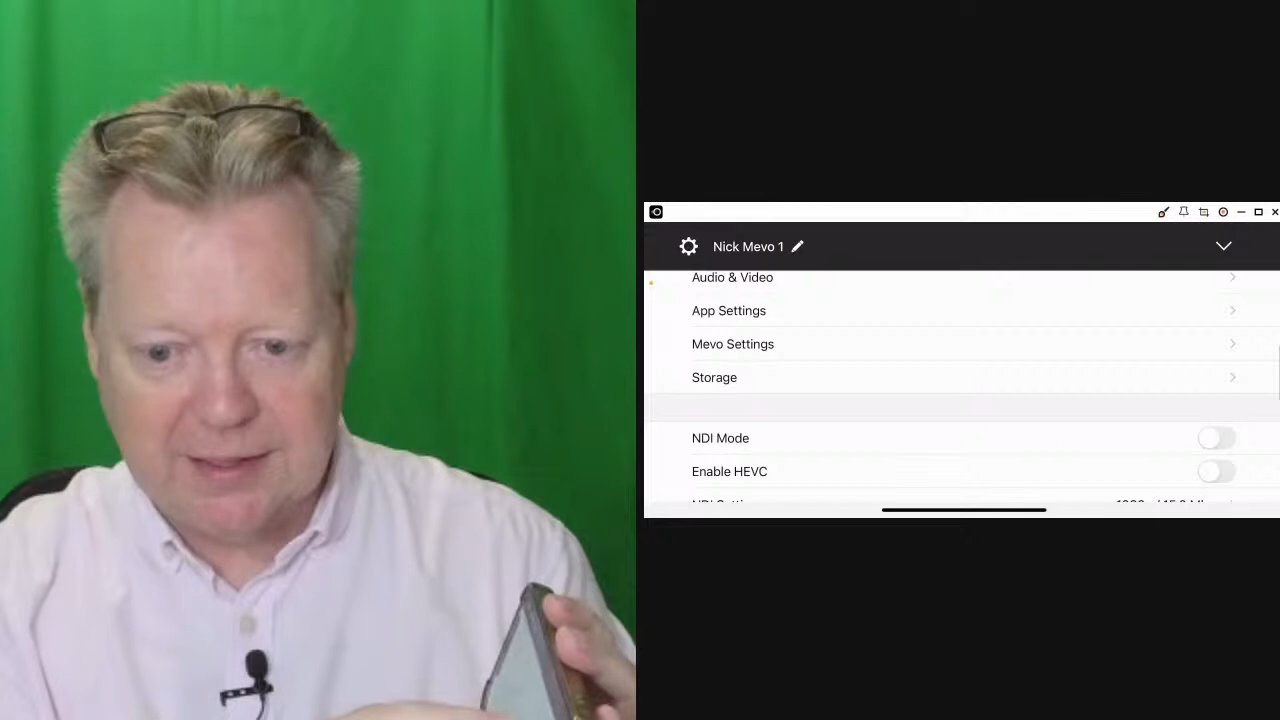 Nick Mevo 1
Audio & Video
App Settings
Mevo Settings
Storage
NDI Mode
Enable HEVC